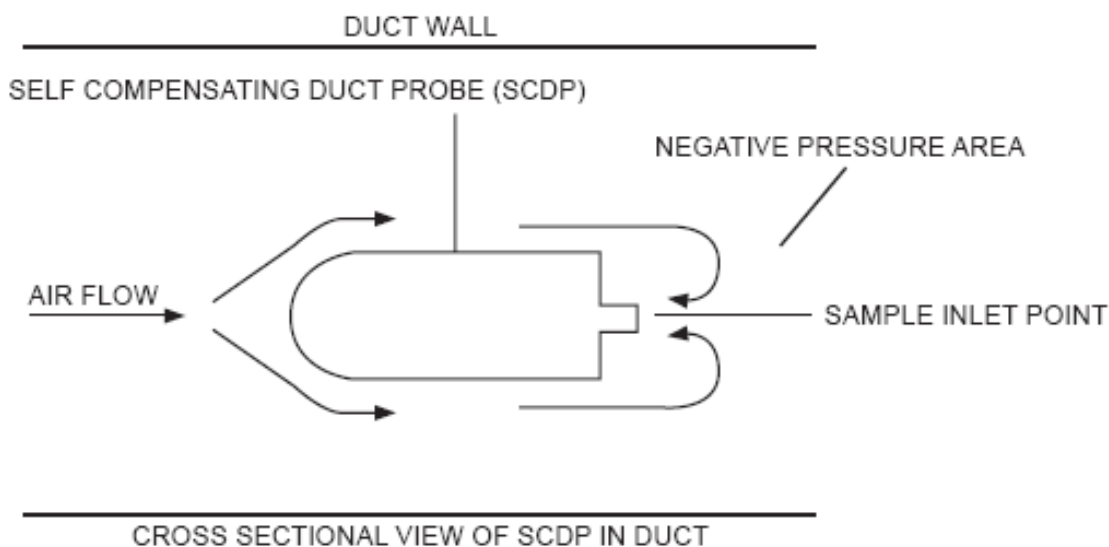 DUCT WALL
SELF COMPENSATING DUCT PROBE (SCDP)
NEGATIVE PRESSURE AREA
AIR FLOW
SAMPLE INLET POINT
CROSS SECTIONAL VIEW OF SCDP IN DUCT